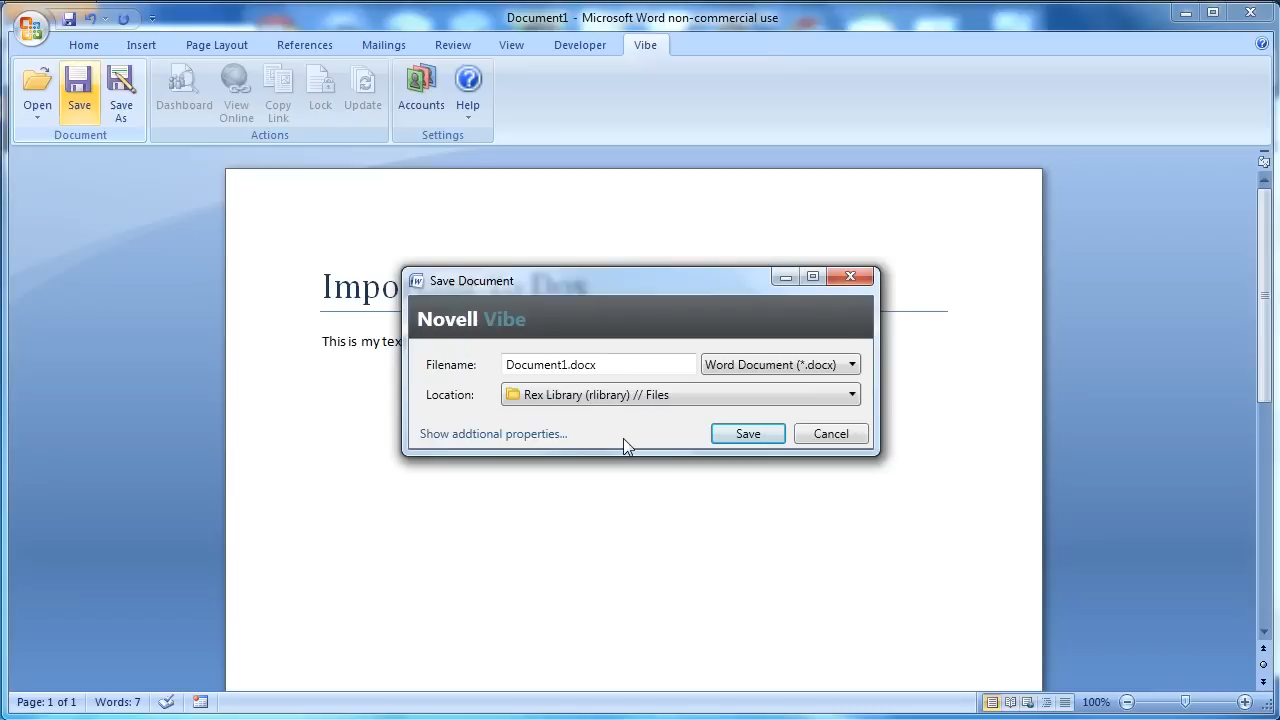 Document1 - Microsoft Word non-commercial use
Home Insert Page Layout References Mailings Review View Developer Vibe
Open Save Save As Dashboard View Online Copy Link Lock Update Accounts Help
Document Actions Settings
Save Document
Novell Vibe
Filename: Document1.docx Word Document (*.docx)
Location: Rex Library (rlibrary) // Files
Show addtional properties... Save Cancel
This is my
Page: 1 of 1 Words: 7 100%